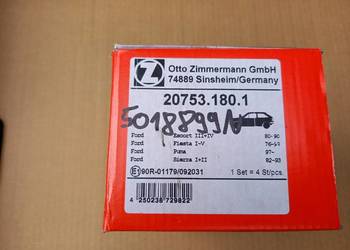 Z
Otto Zimmermann GmbH
74889 Sinsheim/Germany
20753.180.1
5018899/
Ford Escort III+IV 80-90
Ford Fiesta I-V 76-
Ford Puma 97-
Ford Sierra I+II 82-93
E1 90R-01179/092031
1 Set = 4 St/pcs.
4 250238 729822